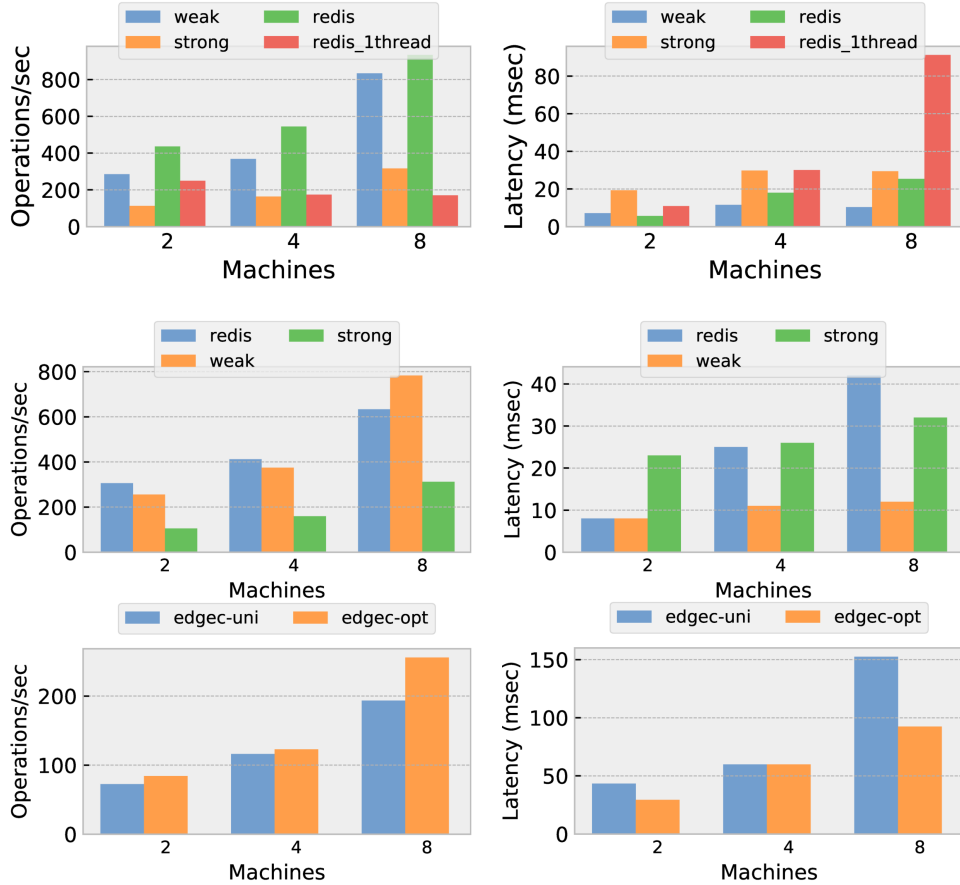 weak redis
strong redis_1thread
Operations/sec
800
600
400
200
0
2 4 8
Machines
weak redis
strong redis_1thread
Latency (msec)
80
60
40
20
0
2 4 8
Machines
redis strong
weak
Operations/sec
800
600
400
200
0
2 4 8
Machines
redis strong
weak
Latency (msec)
40
30
20
10
0
2 4 8
Machines
edgec-uni edgec-opt
Operations/sec
200
100
0
2 4 8
Machines
edgec-uni edgec-opt
Latency (msec)
150
100
50
0
2 4 8
Machines